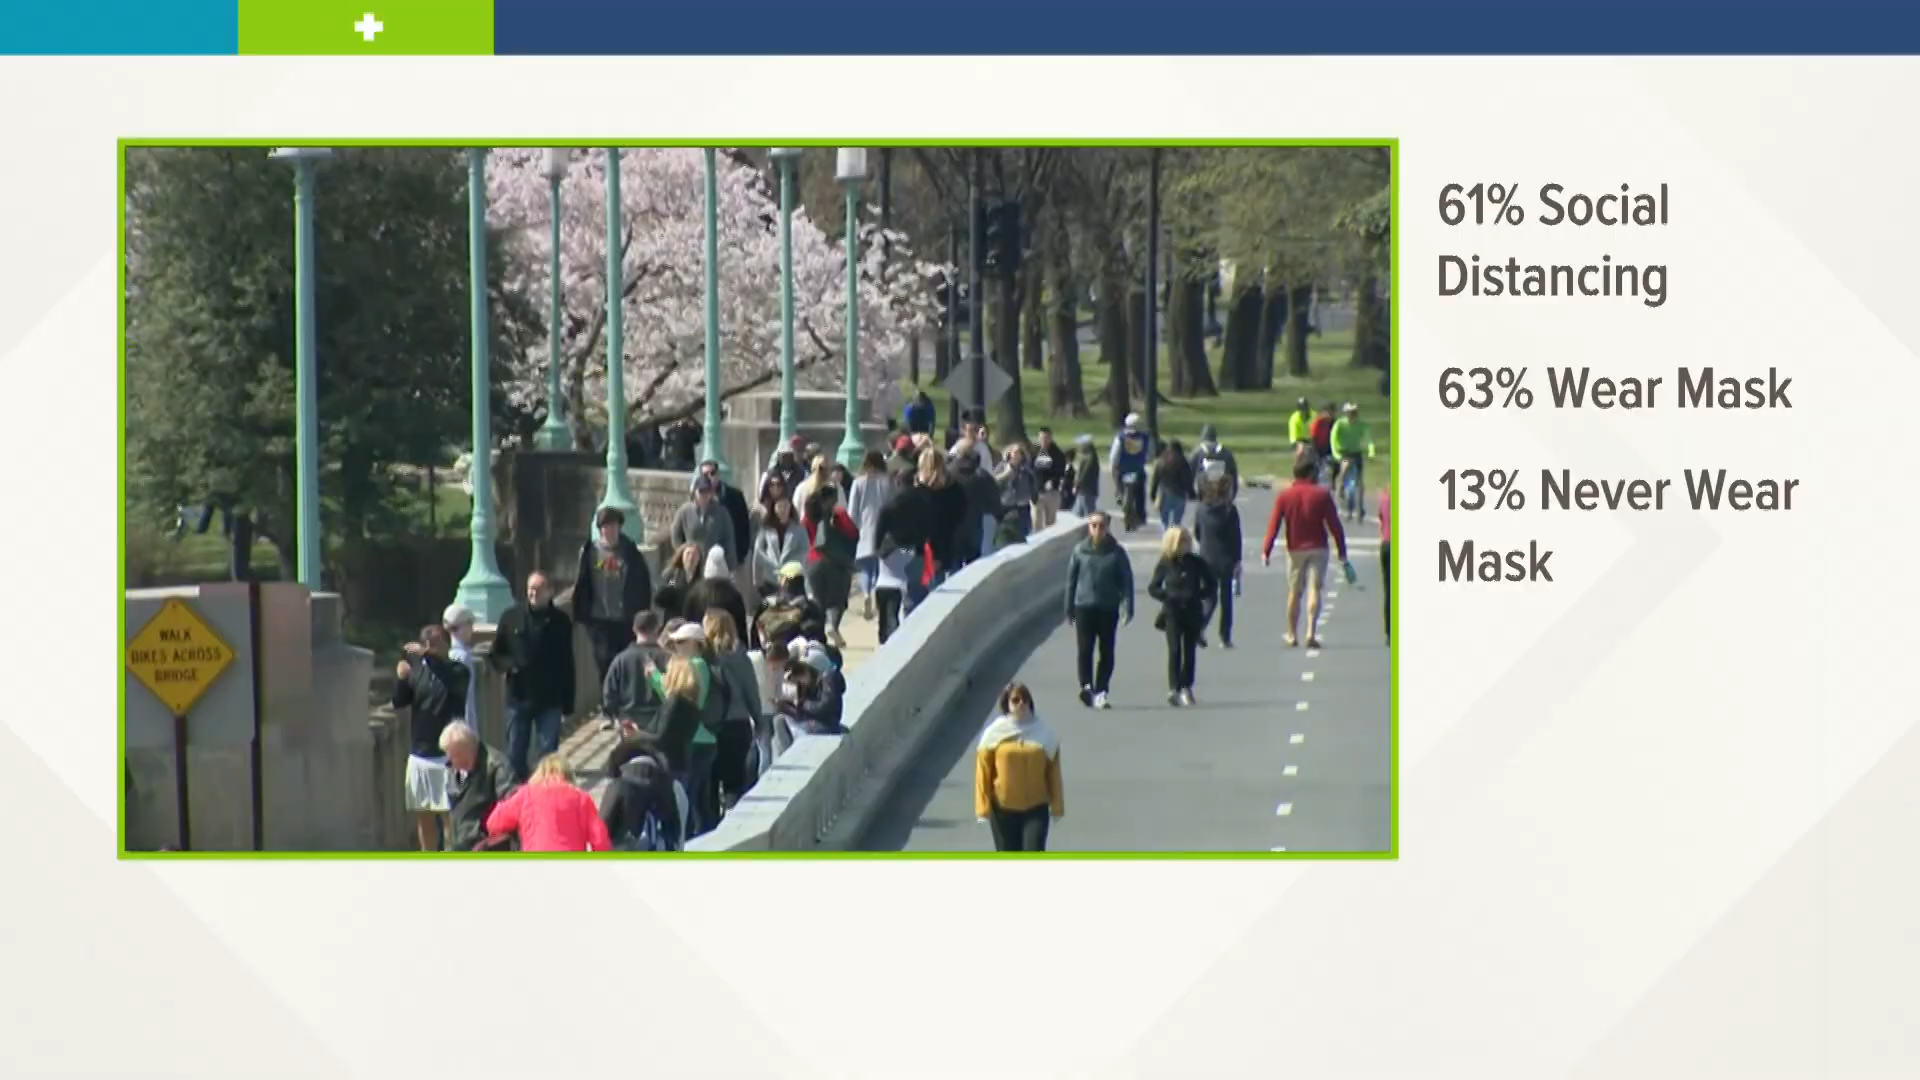 61% Social
Distancing
63% Wear Mask
13% Never Wear
Mask
WALK
BIKES ACROSS
BRIDGE